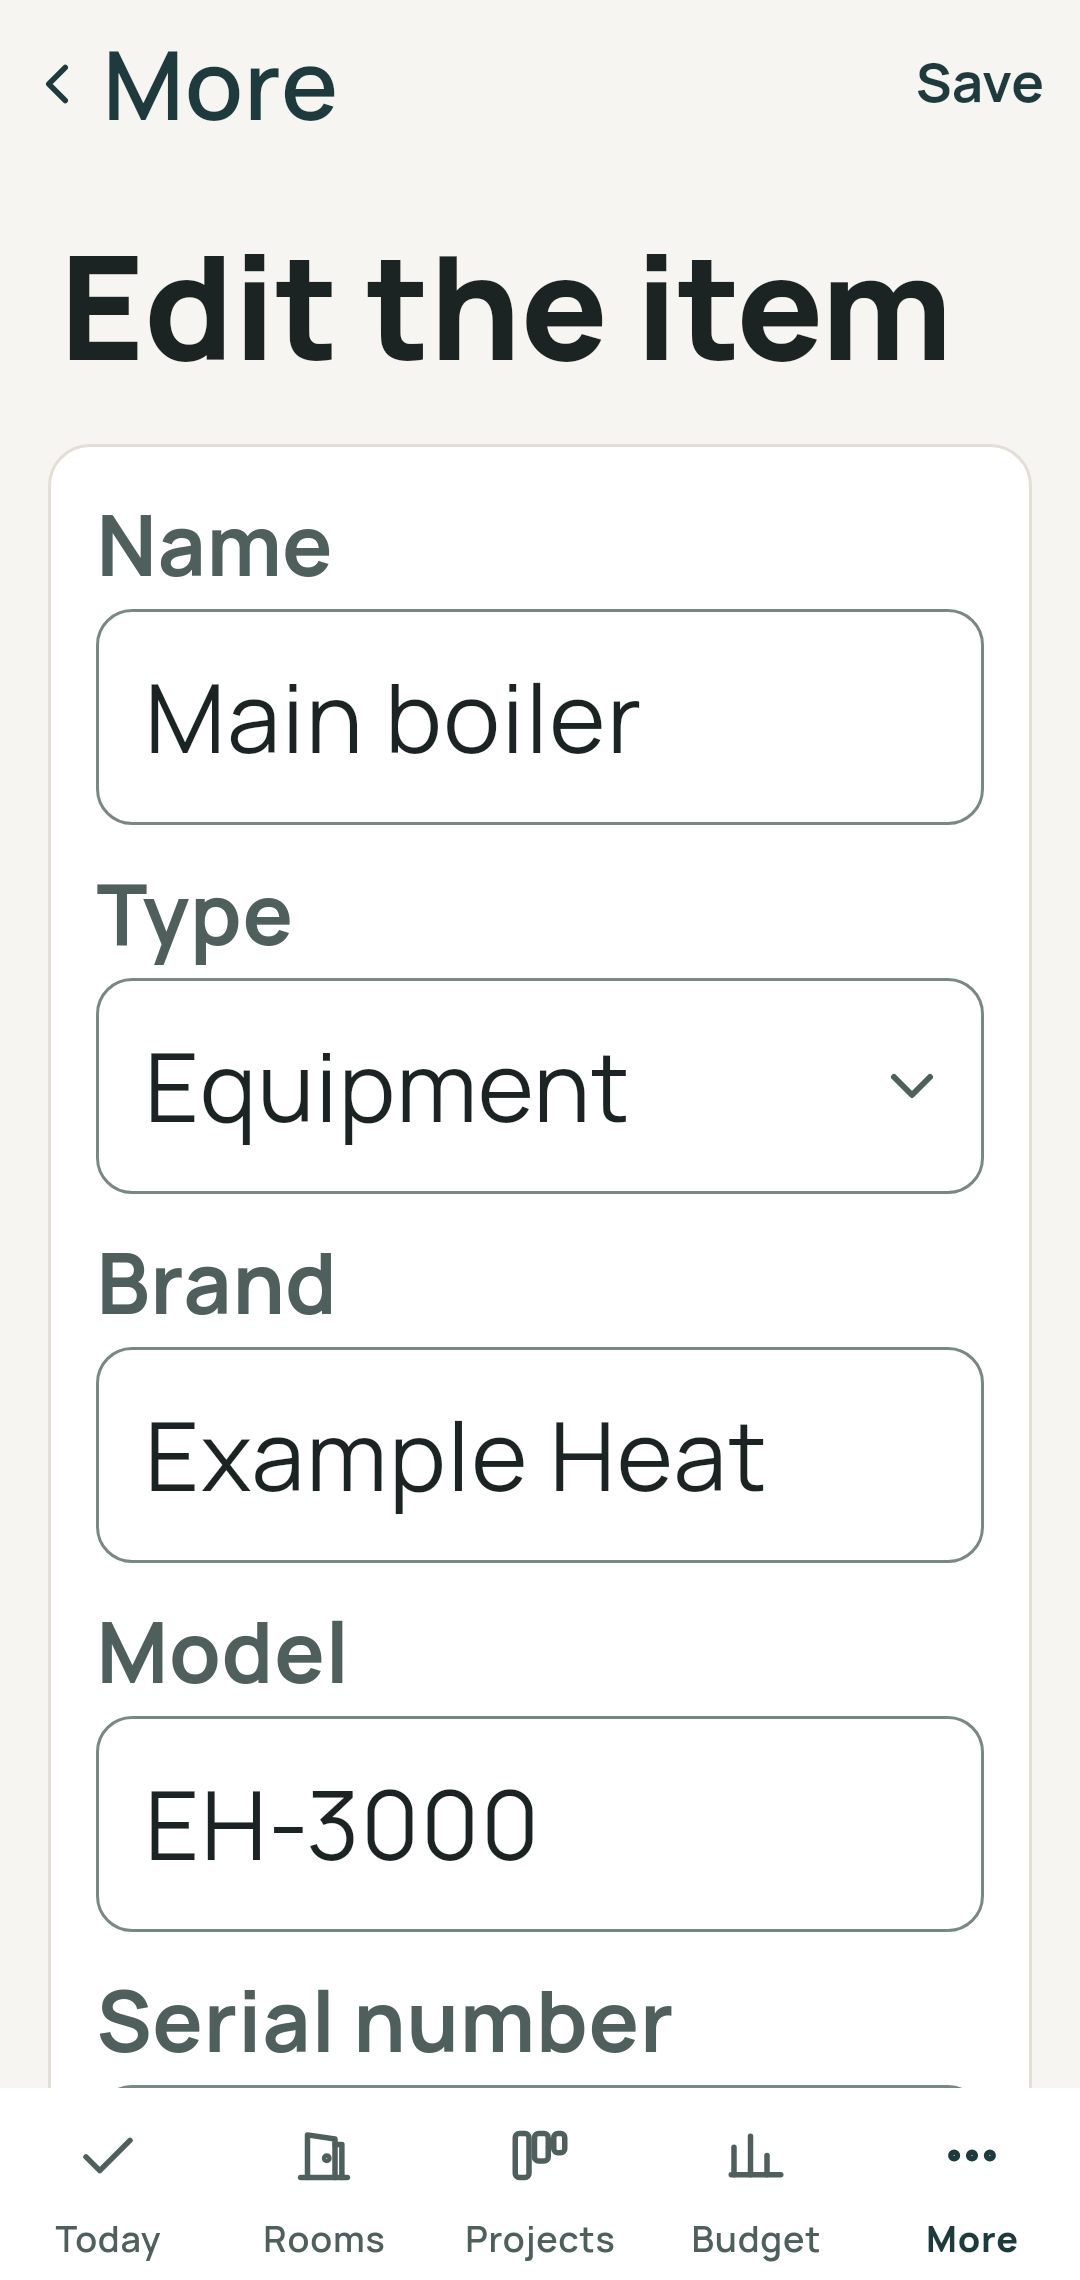 More
Save
Edit the item
Name
Main boiler
Type
Equipment
Brand
Example Heat
Model
EH-3000
Serial number
Today
Rooms
Projects
Budget
More